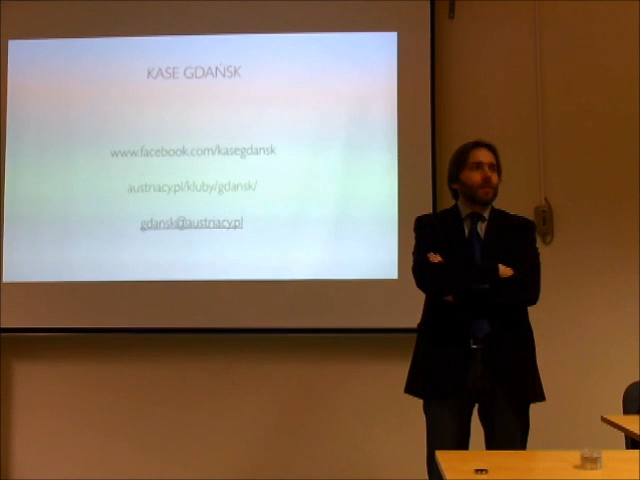 KASE GDAŃSK
www.facebook.com/kasegdansk
austriacy.pl/kluby/gdansk/
gdansk@austriacy.pl